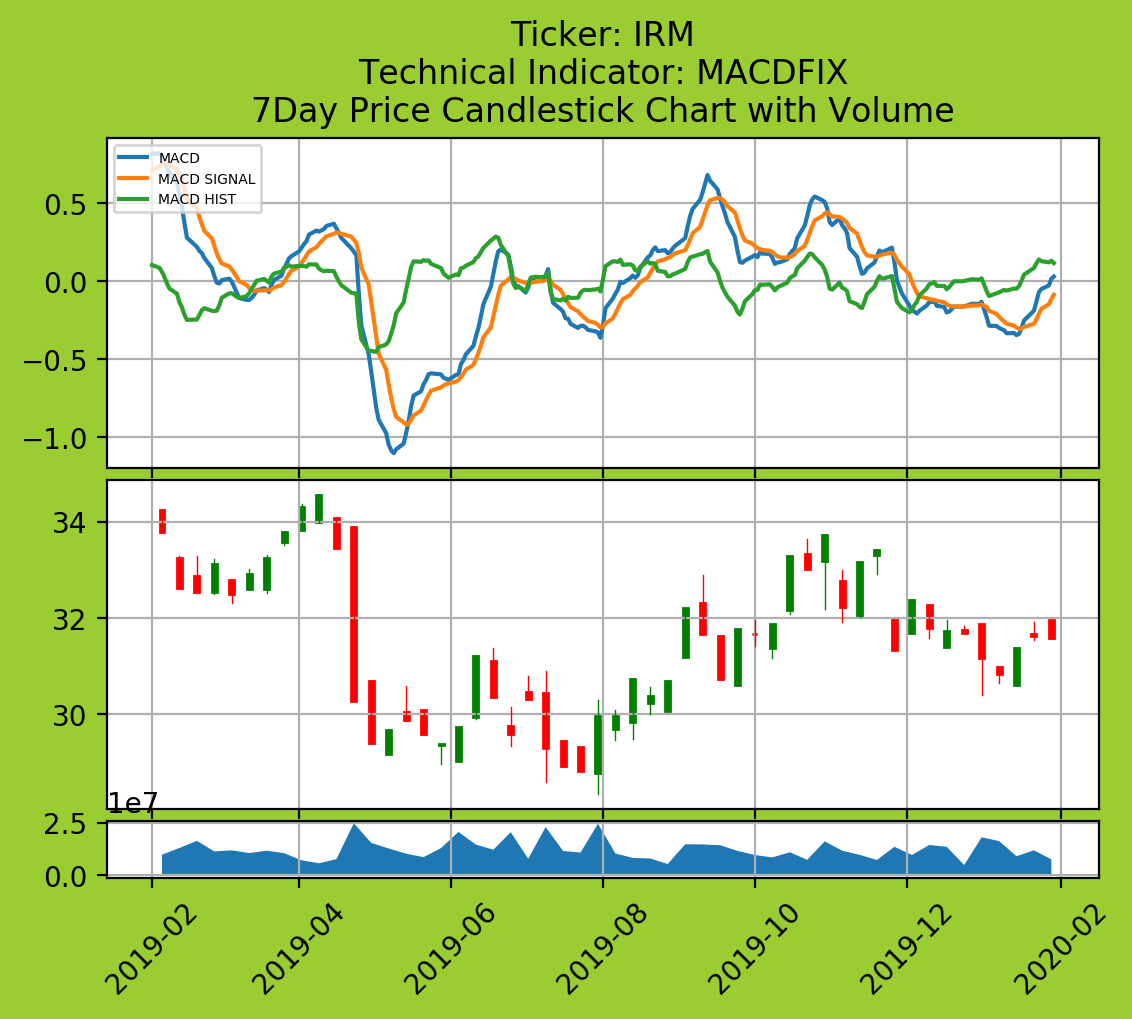 Ticker: IRM
Technical Indicator: MACDFIX
7Day Price Candlestick Chart with Volume
MACD
MACD SIGNAL
MACD HIST
0.5
0.0
−0.5
−1.0
34
32
30
1e7
2.5
0.0
2019-02
2019-04
2019-06
2019-08
2019-10
2019-12
2020-02